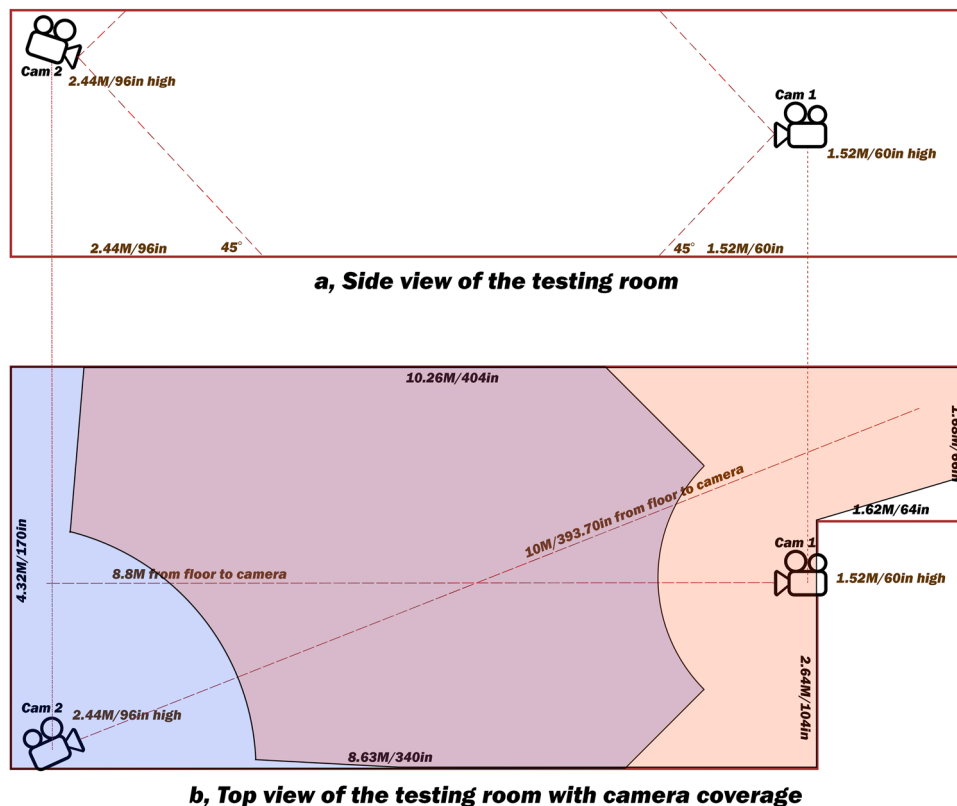 Cam 2
2.44M/96in high
Cam 1
1.52M/60in high
2.44M/96in
45°
45°
1.52M/60in
a, Side view of the testing room
10.26M/404in
1.68M/66in
10M/393.70in from floor to camera
1.62M/64in
4.32M/170in
8.8M from floor to camera
Cam 1
1.52M/60in high
2.64M/104in
Cam 2
2.44M/96in high
8.63M/340in
b, Top view of the testing room with camera coverage